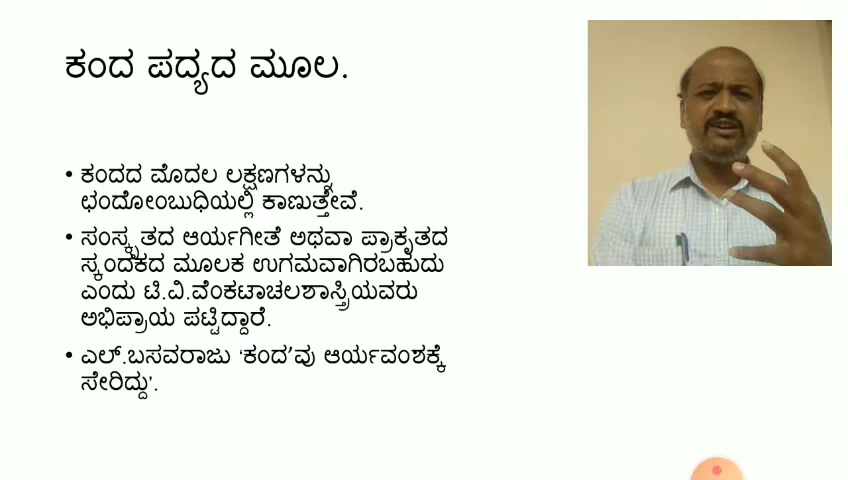 ಕಂದ ಪದ್ಯದ ಮೂಲ.
• ಕಂದದ ಮೊದಲ ಲಕ್ಷಣಗಳನ್ನು
ಛಂದೋಂಬುಧಿಯಲ್ಲಿ ಕಾಣುತ್ತೇವೆ.
• ಸಂಸ್ಕೃತದ ಆರ್ಯಗೀತೆ ಅಥವಾ ಪ್ರಾಕೃತದ
ಸ್ಕಂದಕದ ಮೂಲಕ ಉಗಮವಾಗಿರಬಹುದು
ಎಂದು ಟಿ.ವಿ.ವೆಂಕಟಾಚಲಶಾಸ್ತ್ರಿಯವರು
ಅಭಿಪ್ರಾಯ ಪಟ್ಟಿದ್ದಾರೆ.
• ಎಲ್.ಬಸವರಾಜು ‘ಕಂದ’ವು ಆರ್ಯವಂಶಕ್ಕೆ
ಸೇರಿದ್ದು’.